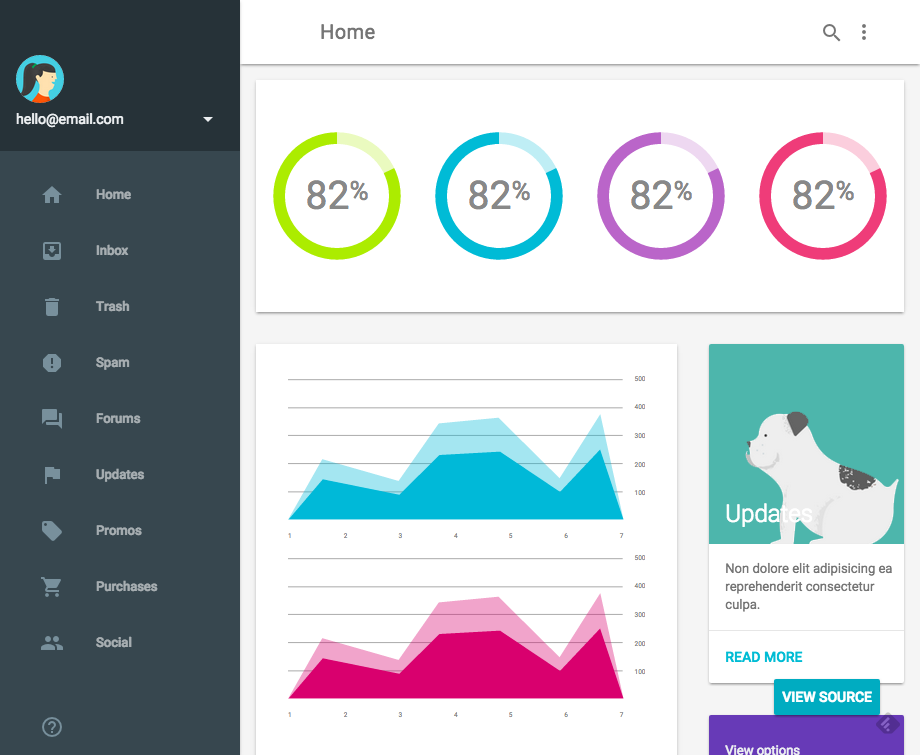 Home
hello@email.com
Home
Inbox
Trash
Spam
Forums
Updates
Promos
Purchases
Social
82%
82%
82%
82%
500
400
300
200
100
1 2 3 4 5 6 7
500
400
300
200
100
1 2 3 4 5 6 7
Updates
Non dolore elit adipisicing ea
reprehenderit consectetur
culpa.
READ MORE
VIEW SOURCE
View options